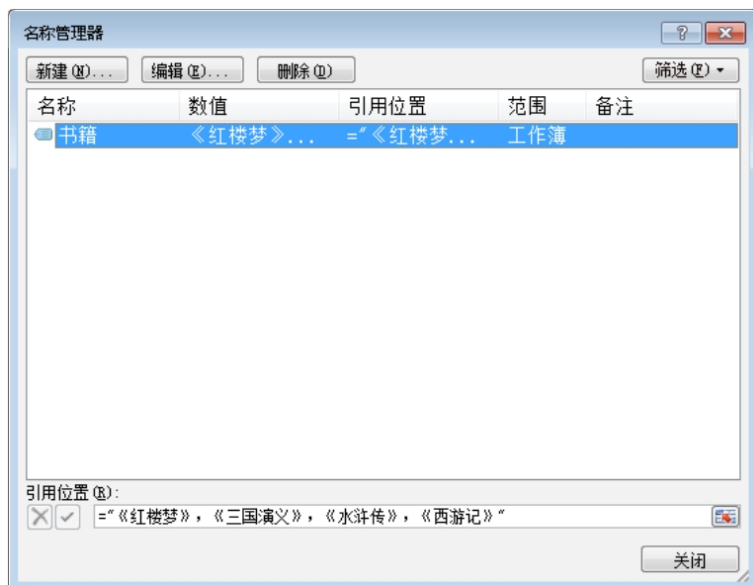 名称管理器
新建(N)... 编辑(E)... 删除(D) 筛选(F)
名称 数值 引用位置 范围 备注
书籍 《红楼梦》... ="《红楼梦... 工作簿
引用位置(R):
="《红楼梦》，《三国演义》，《水浒传》，《西游记》"
关闭